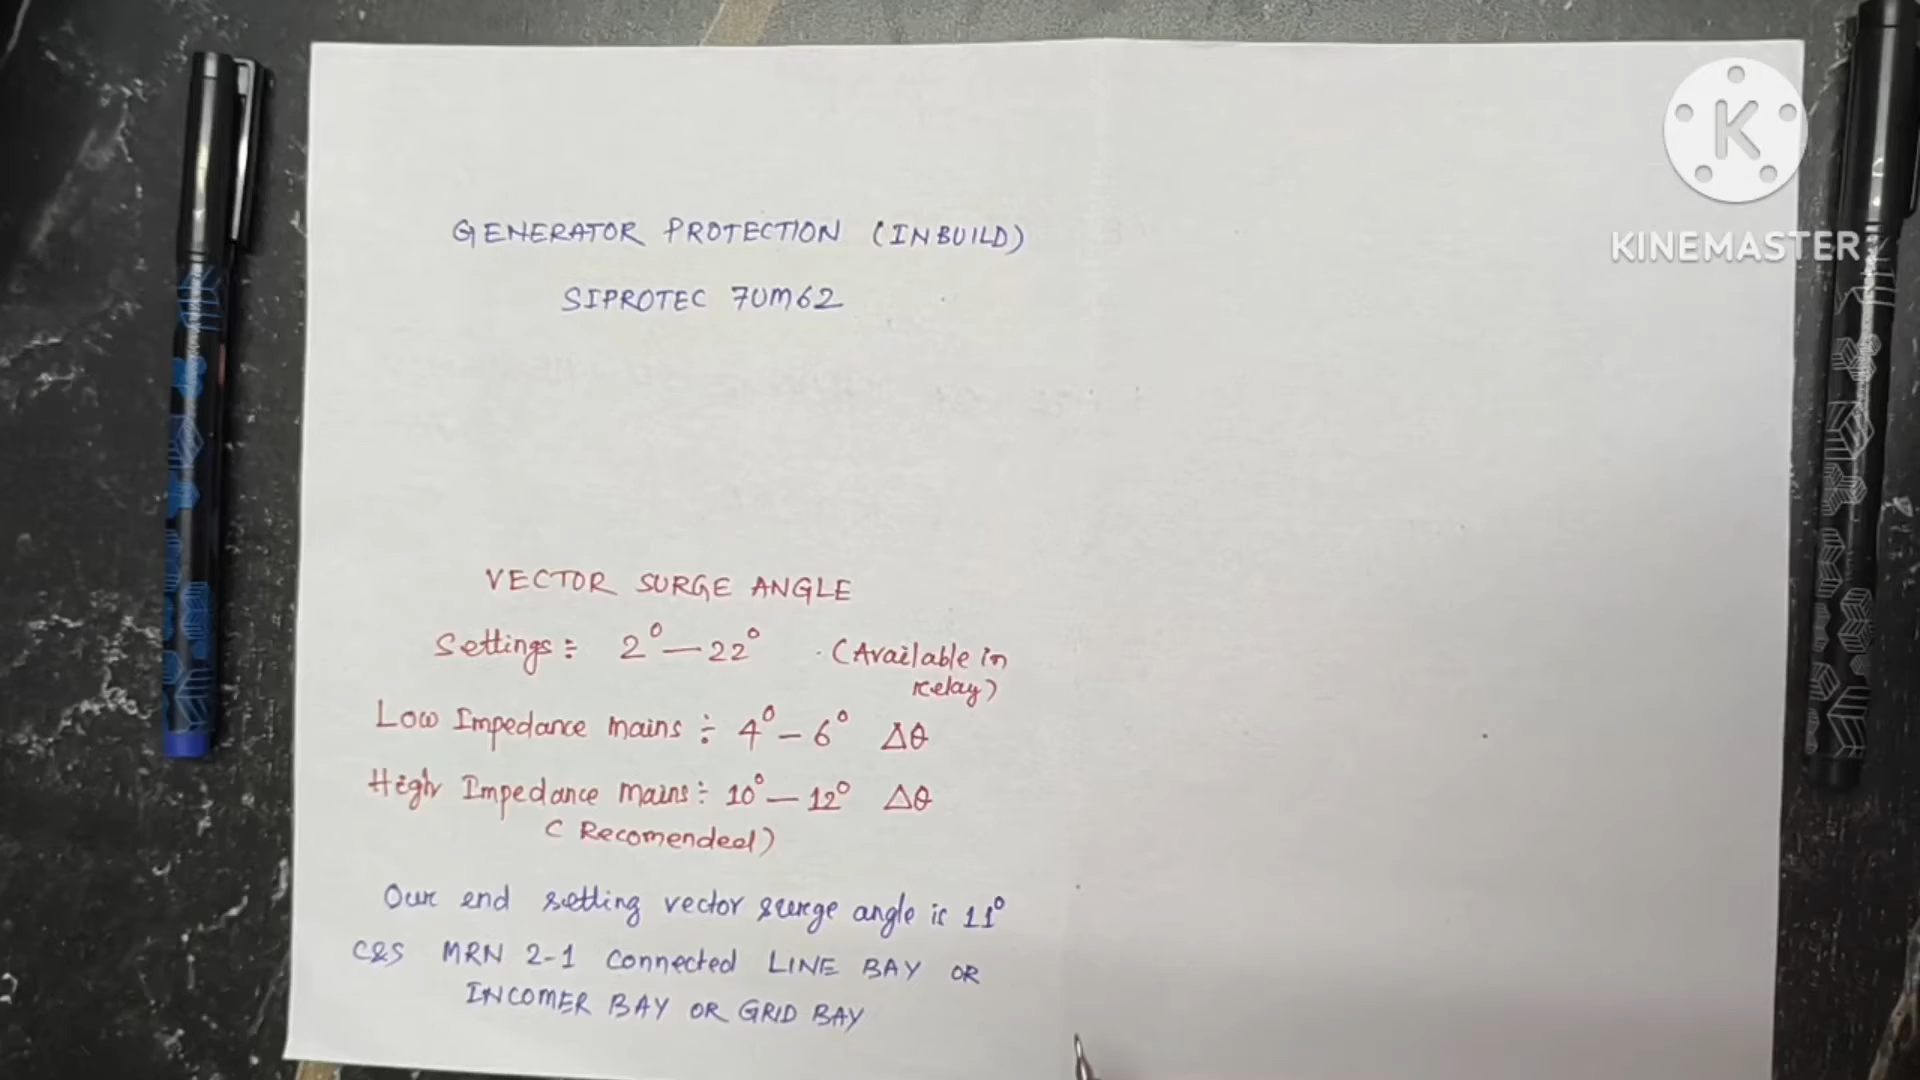 GENERATOR PROTECTION (INBUILD)
SIPROTEC 7UM62
VECTOR SURGE ANGLE
Settings÷ 2° — 22° (Available in
relay)
Low Impedance mains ÷ 4° – 6° Δθ
High Impedance mains÷ 10° — 12° Δθ
( Recomended)
Our end setting vector surge angle is 11°
C&S MRN 2-1 connected LINE BAY OR
INCOMER BAY OR GRID BAY
K
KINEMASTER